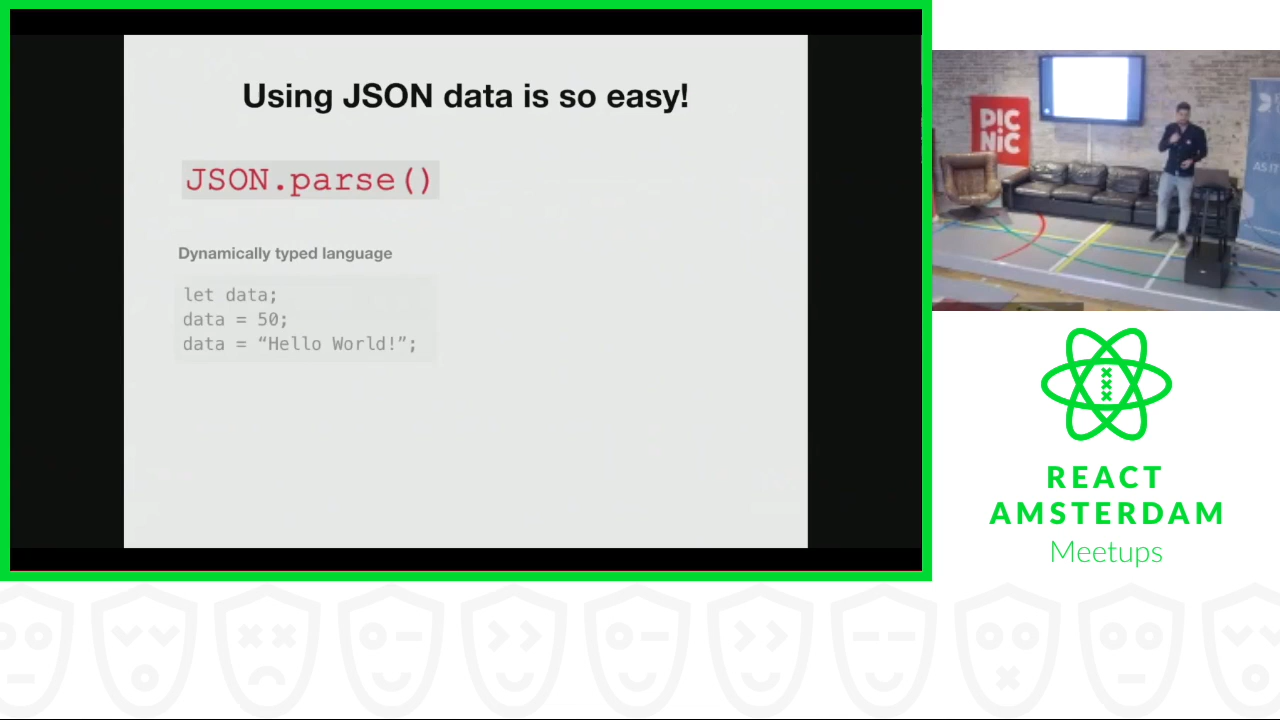 Using JSON data is so easy!
JSON.parse()
Dynamically typed language
let data;
data = 50;
data = “Hello World!”;
PIC
NiC
REACT
AMSTERDAM
Meetups